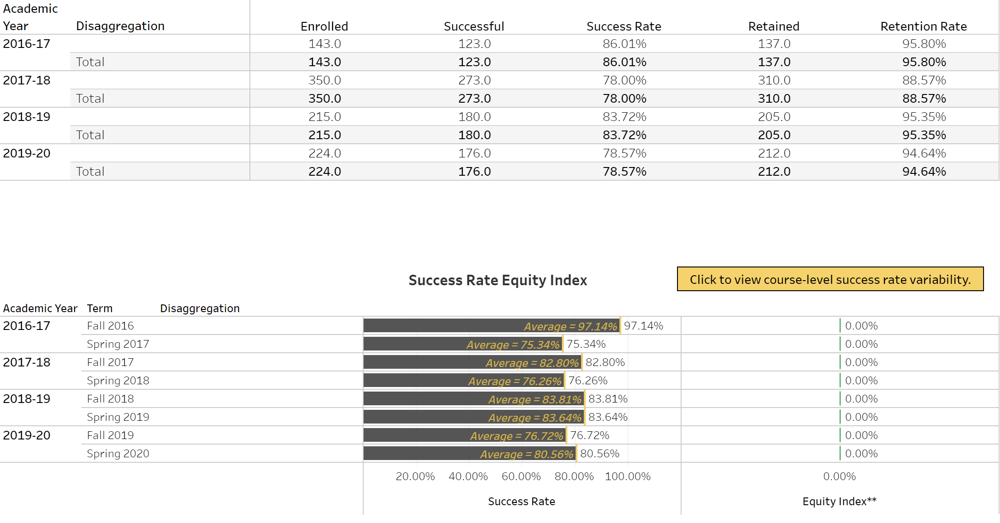 Academic
Year Disaggregation Enrolled Successful Success Rate Retained Retention Rate
2016-17 143.0 123.0 86.01% 137.0 95.80%
Total 143.0 123.0 86.01% 137.0 95.80%
2017-18 350.0 273.0 78.00% 310.0 88.57%
Total 350.0 273.0 78.00% 310.0 88.57%
2018-19 215.0 180.0 83.72% 205.0 95.35%
Total 215.0 180.0 83.72% 205.0 95.35%
2019-20 224.0 176.0 78.57% 212.0 94.64%
Total 224.0 176.0 78.57% 212.0 94.64%
Success Rate Equity Index
Click to view course-level success rate variability.
Academic Year Term Disaggregation
2016-17 Fall 2016 Average = 97.14% 97.14% 0.00%
Spring 2017 Average = 75.34% 75.34% 0.00%
2017-18 Fall 2017 Average = 82.80% 82.80% 0.00%
Spring 2018 Average = 76.26% 76.26% 0.00%
2018-19 Fall 2018 Average = 83.81% 83.81% 0.00%
Spring 2019 Average = 83.64% 83.64% 0.00%
2019-20 Fall 2019 Average = 76.72% 76.72% 0.00%
Spring 2020 Average = 80.56% 80.56% 0.00%
20.00% 40.00% 60.00% 80.00% 100.00% 0.00%
Success Rate Equity Index**